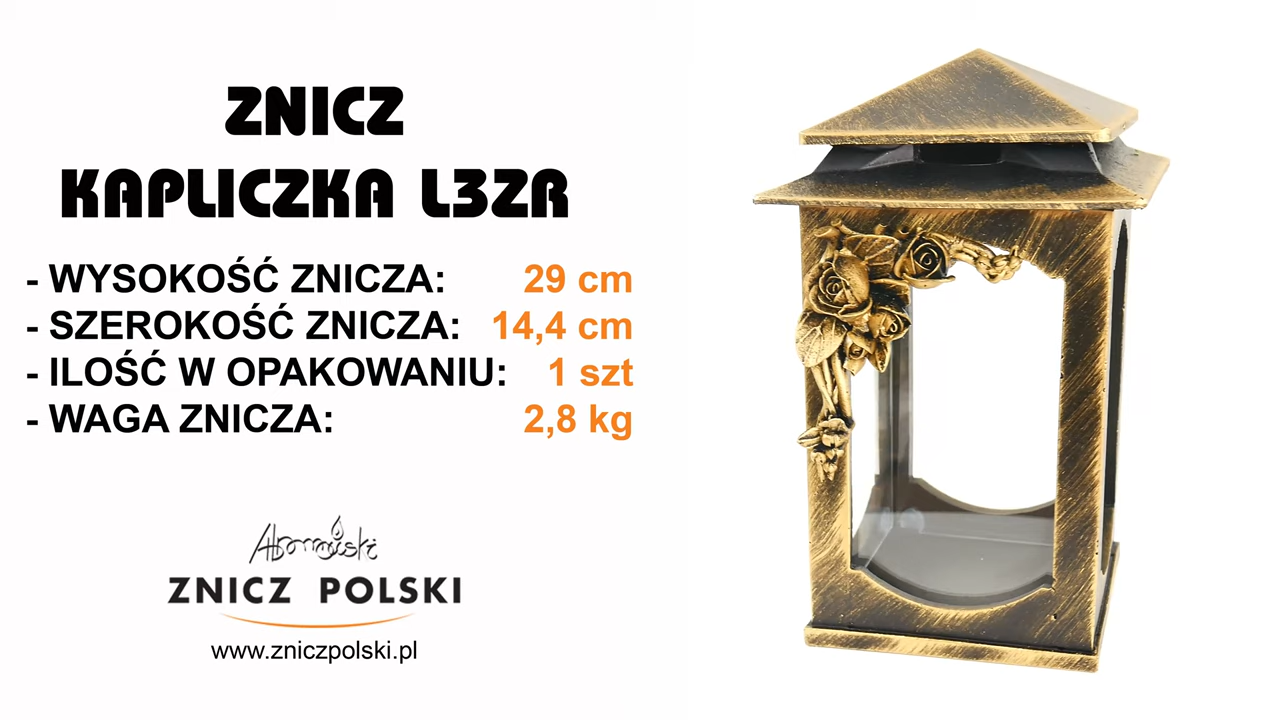 ZNICZ
KAPLICZKA L3ZR
- WYSOKOŚĆ ZNICZA: 29 cm
- SZEROKOŚĆ ZNICZA: 14,4 cm
- ILOŚĆ W OPAKOWANIU: 1 szt
- WAGA ZNICZA: 2,8 kg
ZNICZ POLSKI
www.zniczpolski.pl